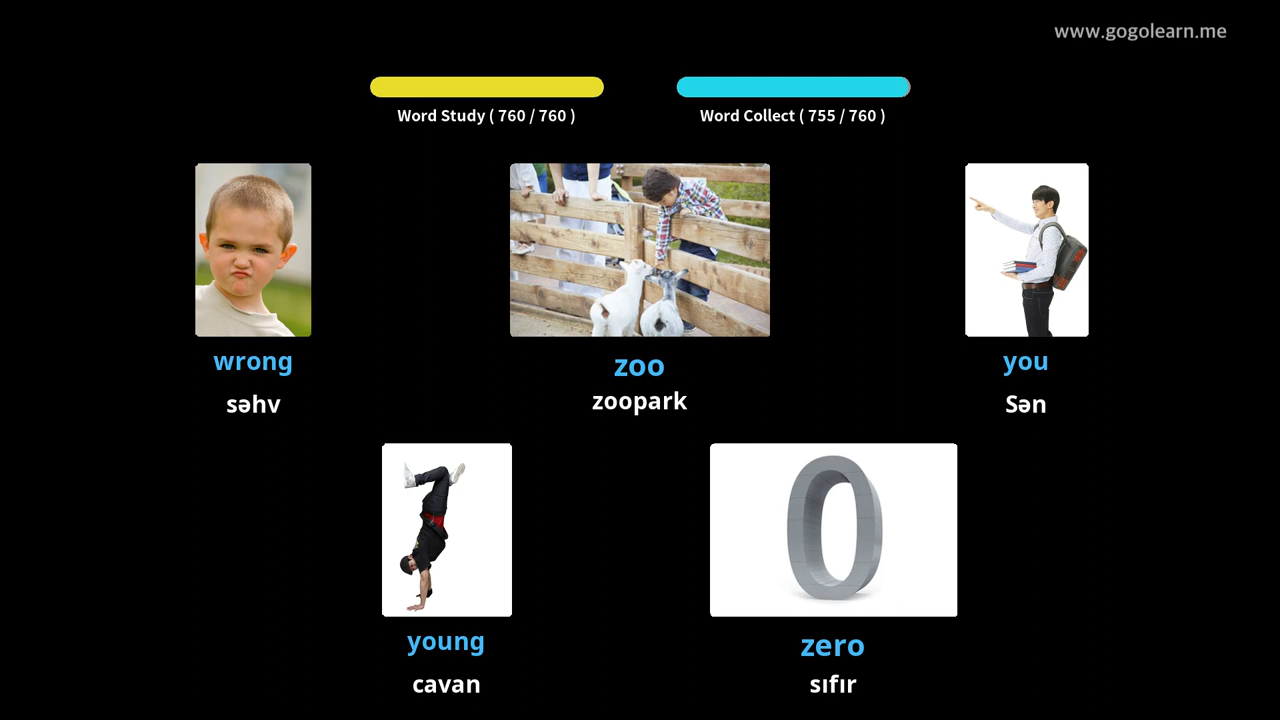 www.gogolearn.me
Word Study ( 760 / 760 )
Word Collect ( 755 / 760 )
wrong
səhv
zoo
zoopark
you
Sən
young
cavan
zero
sıfır